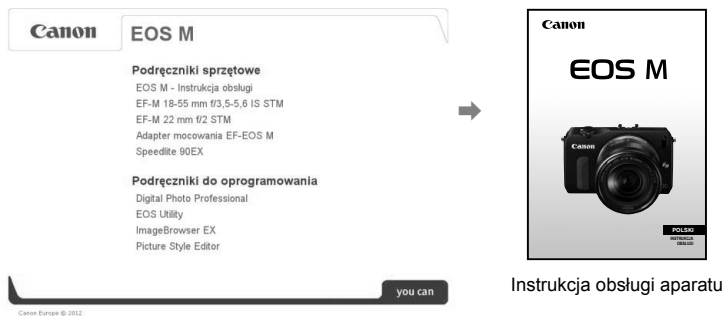 Canon
EOS M
Podręczniki sprzętowe
EOS M - Instrukcja obsługi
EF-M 18-55 mm f/3,5-5,6 IS STM
EF-M 22 mm f/2 STM
Adapter mocowania EF-EOS M
Speedlite 90EX
Podręczniki do oprogramowania
Digital Photo Professional
EOS Utility
ImageBrowser EX
Picture Style Editor
you can
Canon Europe © 2012
Canon
EOS M
Canon
POLSKI
INSTRUKCJA
OBSŁUGI
Instrukcja obsługi aparatu